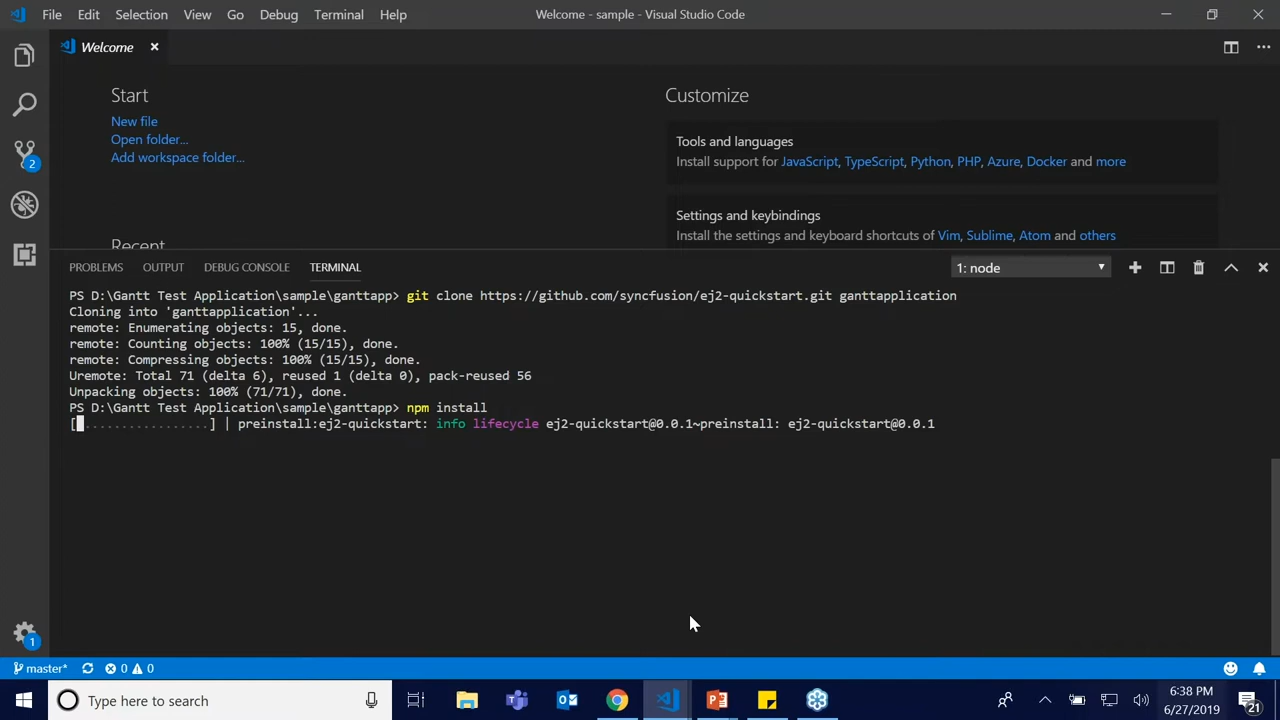 File Edit Selection View Go Debug Terminal Help Welcome - sample - Visual Studio Code
Welcome
Start
New file
Open folder...
Add workspace folder...
Recent
Customize
Tools and languages
Install support for JavaScript, TypeScript, Python, PHP, Azure, Docker and more
Settings and keybindings
Install the settings and keyboard shortcuts of Vim, Sublime, Atom and others
2
PROBLEMS OUTPUT DEBUG CONSOLE TERMINAL 1: node
PS D:\Gantt Test Application\sample\ganttapp> git clone https://github.com/syncfusion/ej2-quickstart.git ganttapplication
Cloning into 'ganttapplication'...
remote: Enumerating objects: 15, done.
remote: Counting objects: 100% (15/15), done.
remote: Compressing objects: 100% (15/15), done.
Uremote: Total 71 (delta 6), reused 1 (delta 0), pack-reused 56
Unpacking objects: 100% (71/71), done.
PS D:\Gantt Test Application\sample\ganttapp> npm install
[ .................] | preinstall:ej2-quickstart: info lifecycle ej2-quickstart@0.0.1~preinstall: ej2-quickstart@0.0.1
1
master* 0 0
Type here to search
6:38 PM
6/27/2019
21